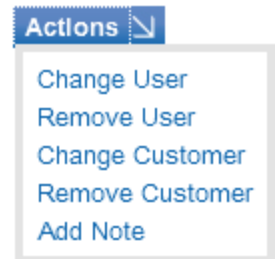 Actions
Change User
Remove User
Change Customer
Remove Customer
Add Note